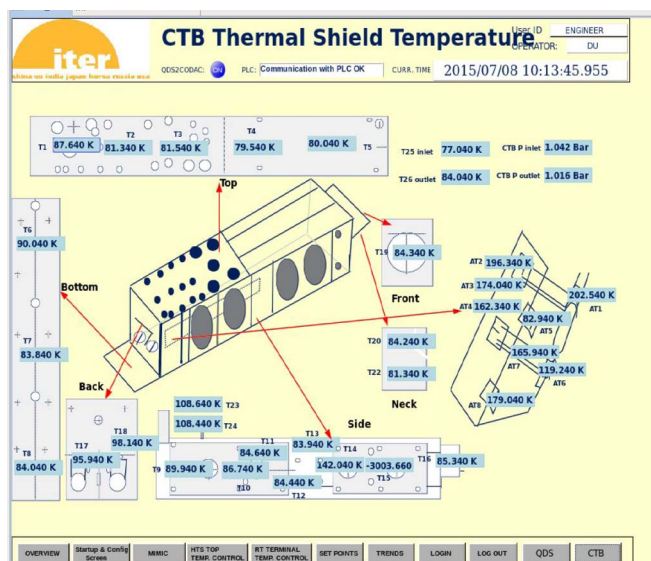 iter
china eu india japan korea russia usa
CTB Thermal Shield Temperature
User ID ENGINEER
OPERATOR: DU
QDS2CODAC: ON PLC: Communication with PLC OK CURR. TIME 2015/07/08 10:13:45.955
T1 87.640 K
T2 81.340 K
T3 81.540 K
T4 79.540 K
80.040 K T5
T25 inlet 77.040 K CTB P inlet 1.042 Bar
T26 outlet 84.040 K CTB P outlet 1.016 Bar
Top
T6
90.040 K
Bottom
T7
83.840 K
T8
84.040 K
T19 84.340 K
Front
T20 84.240 K
T22 81.340 K
Neck
AT2 196.340 K
AT3 174.040 K
AT4 162.340 K
202.540 K
AT1
82.940 K
AT5
165.940 K
AT7
119.240 K
AT6
179.040 K
AT8
Back
T18
98.140 K
T17
95.940 K
108.640 K T23
108.440 K T24
Side
T13
83.940 K
T11
84.640 K
T14
142.040 K
-3003.660
T15
T16 85.340 K
T9 89.940 K
86.740 K
T10
84.440 K
T12
OVERVIEW
Startup & Config
Screen
MIMIC
HTS TOP
TEMP. CONTROL
RT TERMINAL
TEMP. CONTROL
SET POINTS
TRENDS
LOGIN
LOG OUT
QDS
CTB